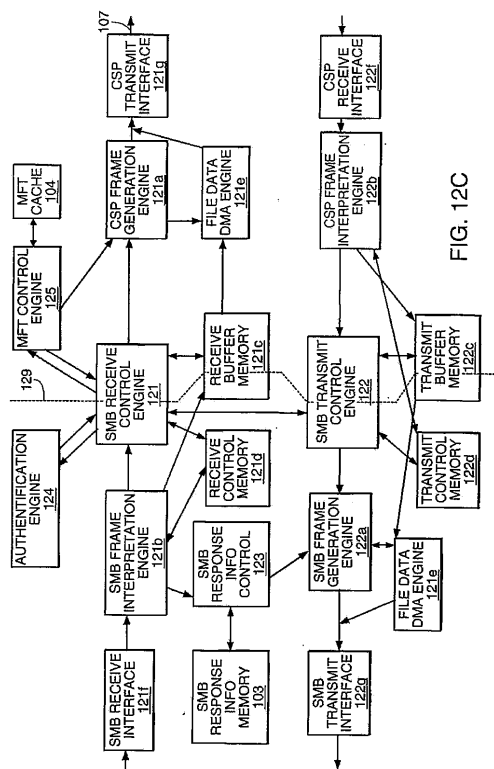 107
MFT
CACHE
104
CSP
TRANSMIT
INTERFACE
121g
CSP
RECEIVE
INTERFACE
122f
MFT CONTROL
ENGINE
125
CSP FRAME
GENERATION
ENGINE
121a
FILE DATA
DMA ENGINE
121e
CSP FRAME
INTERPRETATION
ENGINE
122b
129
SMB RECEIVE
CONTROL
ENGINE
121
RECEIVE
BUFFER
MEMORY
121c
SMB TRANSMIT
CONTROL
ENGINE
122
TRANSMIT
BUFFER
MEMORY
122c
AUTHENTIFICATION
ENGINE
124
RECEIVE
CONTROL
MEMORY
121d
TRANSMIT
CONTROL
MEMORY
122d
SMB FRAME
INTERPRETATION
ENGINE
121b
SMB
RESPONSE
INFO
CONTROL
123
SMB FRAME
GENERATION
ENGINE
122a
FILE DATA
DMA ENGINE
121e
SMB RECEIVE
INTERFACE
121f
SMB
RESPONSE
INFO
MEMORY
103
SMB
TRANSMIT
INTERFACE
122g
FIG. 12C